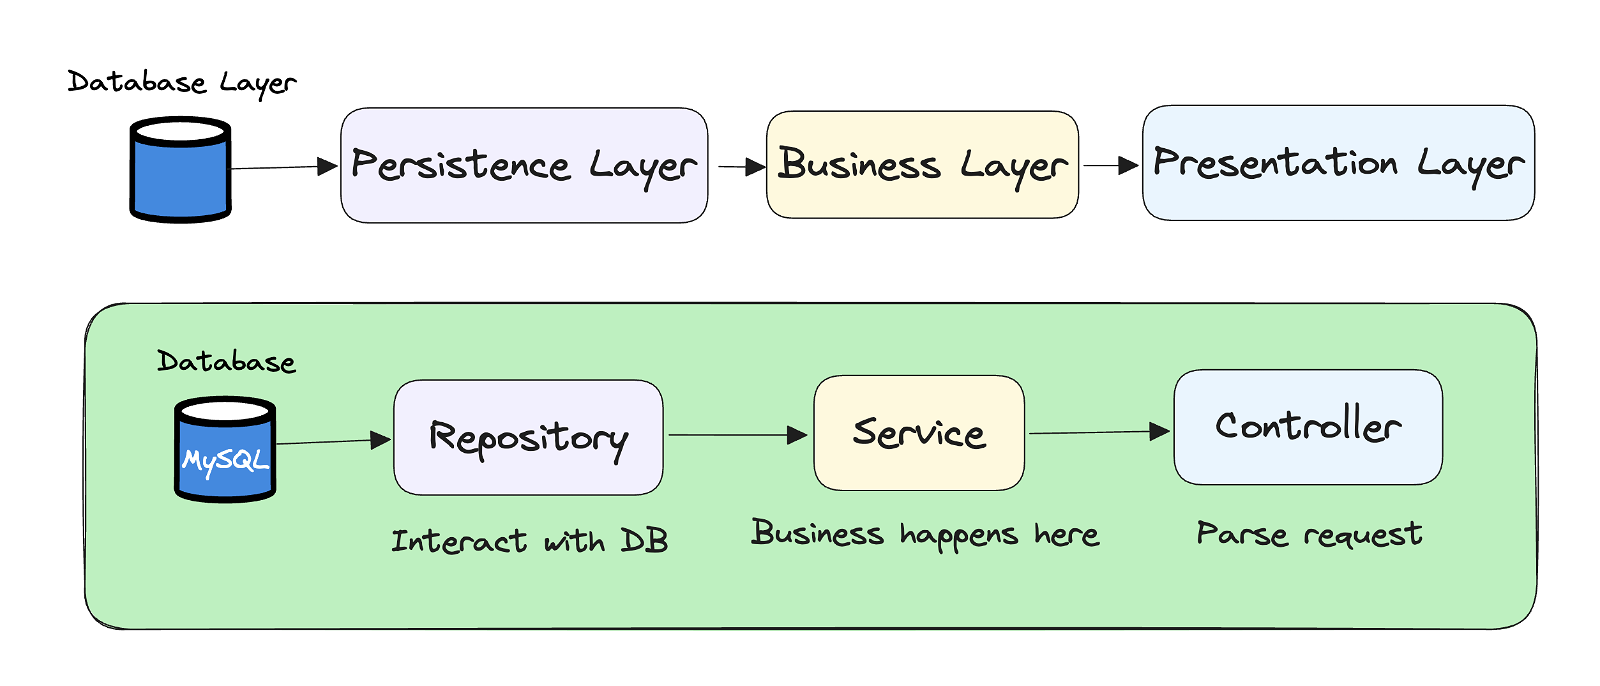 Database Layer
Persistence Layer
Business Layer
Presentation Layer
Database
MySQL
Repository
Service
Controller
Interact with DB
Business happens here
Parse request